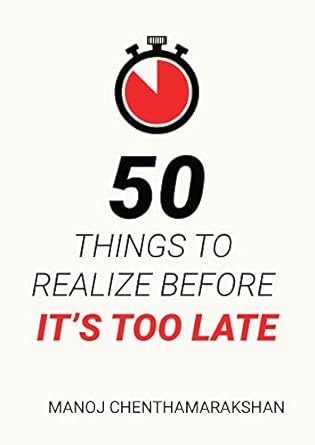 50
THINGS TO
REALIZE BEFORE
IT'S TOO LATE
MANOJ CHENTHAMARAKSHAN